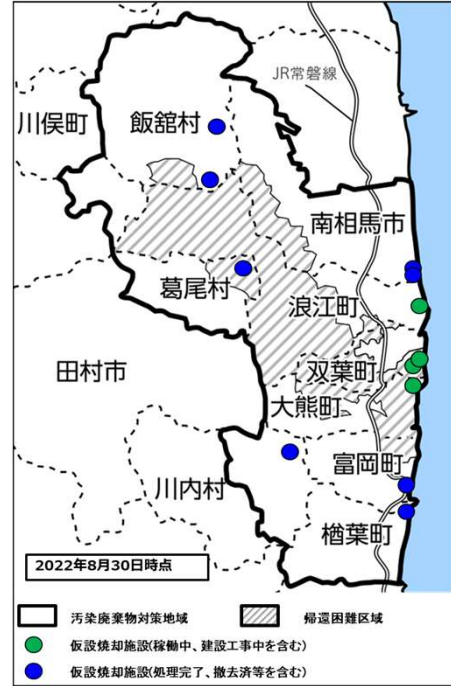 JR常磐線
川俣町
飯舘村
南相馬市
葛尾村
浪江町
双葉町
田村市
大熊町
富岡町
川内村
楢葉町
2022年8月30日時点
汚染廃棄物対策地域
帰還困難区域
仮設焼却施設(稼働中、建設工事中を含む)
仮設焼却施設(処理完了、撤去済等を含む)